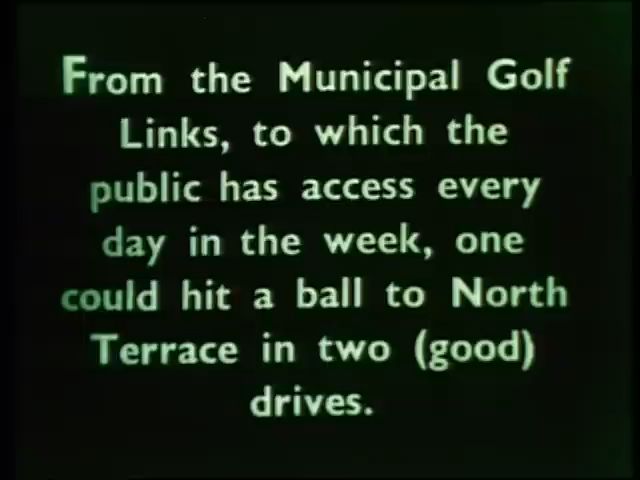 From the Municipal Golf
Links, to which the
public has access every
day in the week, one
could hit a ball to North
Terrace in two (good)
drives.